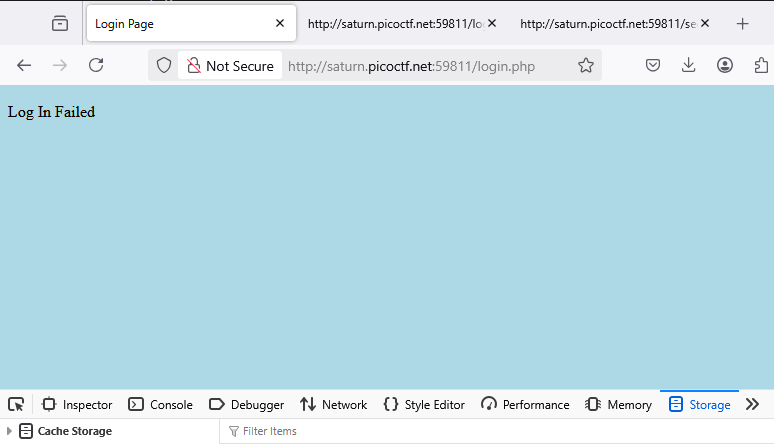 Login Page
http://saturn.picoctf.net:59811/lo
http://saturn.picoctf.net:59811/se
Not Secure http://saturn.picoctf.net:59811/login.php
Log In Failed
Inspector Console Debugger Network Style Editor Performance Memory Storage
Cache Storage Filter Items